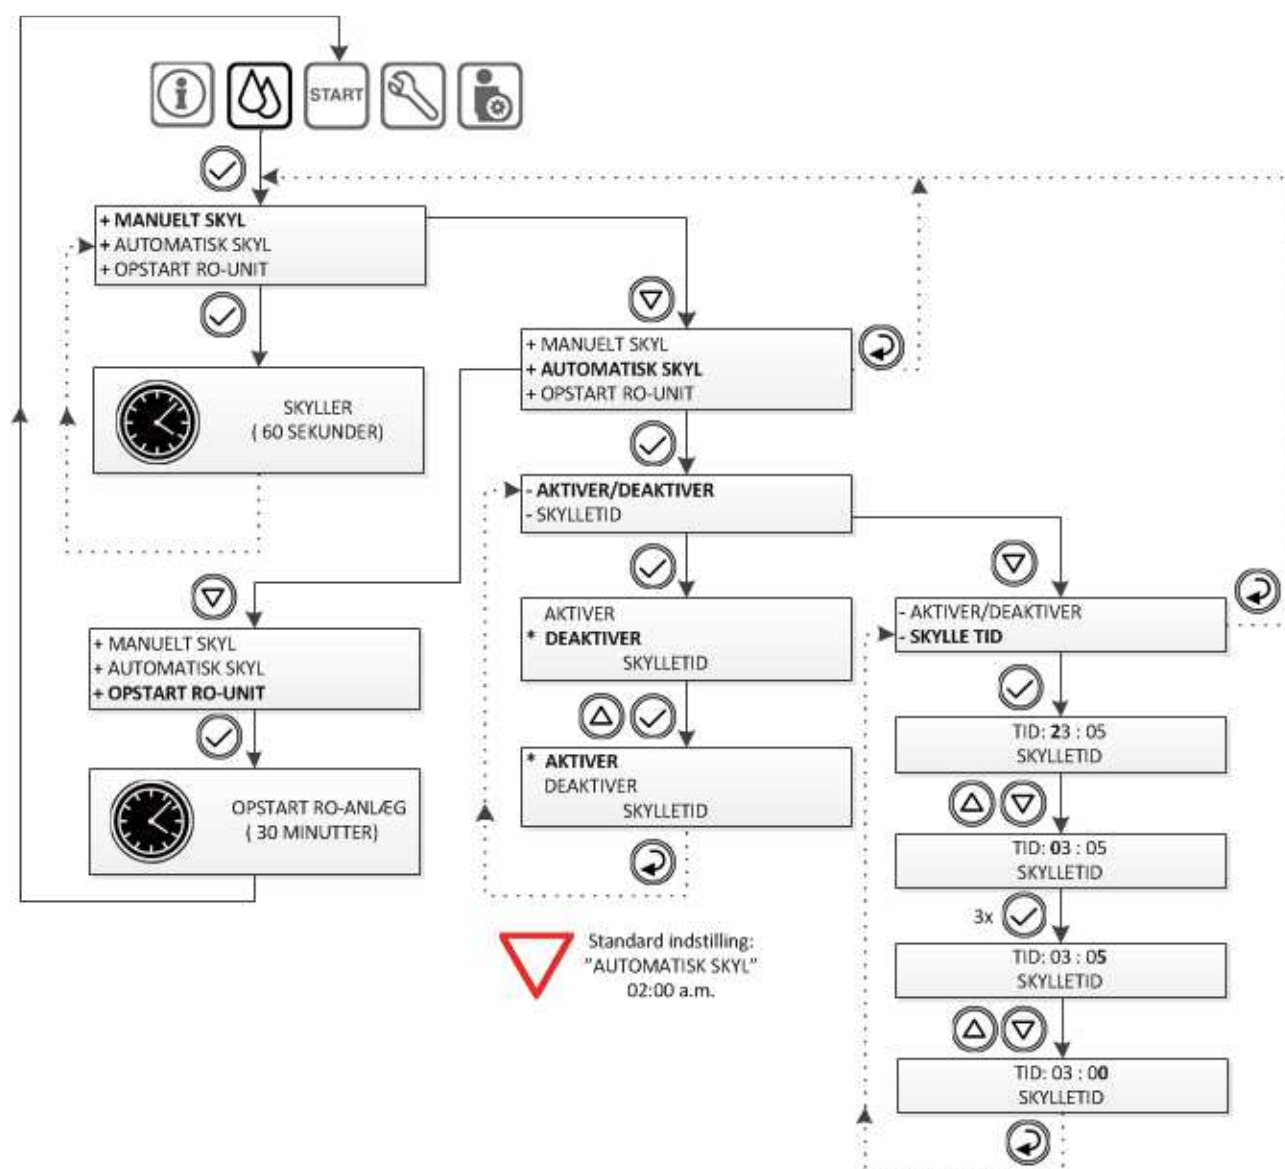 START
+ MANUELT SKYL
+ AUTOMATISK SKYL
+ OPSTART RO-UNIT
SKYLLER
( 60 SEKUNDER)
+ MANUELT SKYL
+ AUTOMATISK SKYL
+ OPSTART RO-UNIT
- AKTIVER/DEAKTIVER
- SKYLLETID
AKTIVER
* DEAKTIVER
SKYLLETID
* AKTIVER
DEAKTIVER
SKYLLETID
+ MANUELT SKYL
+ AUTOMATISK SKYL
+ OPSTART RO-UNIT
OPSTART RO-ANLÆG
( 30 MINUTTER)
- AKTIVER/DEAKTIVER
- SKYLLE TID
TID: 23 : 05
SKYLLETID
TID: 03 : 05
SKYLLETID
3x
TID: 03 : 05
SKYLLETID
TID: 03 : 00
SKYLLETID
Standard indstilling:
"AUTOMATISK SKYL"
02:00 a.m.